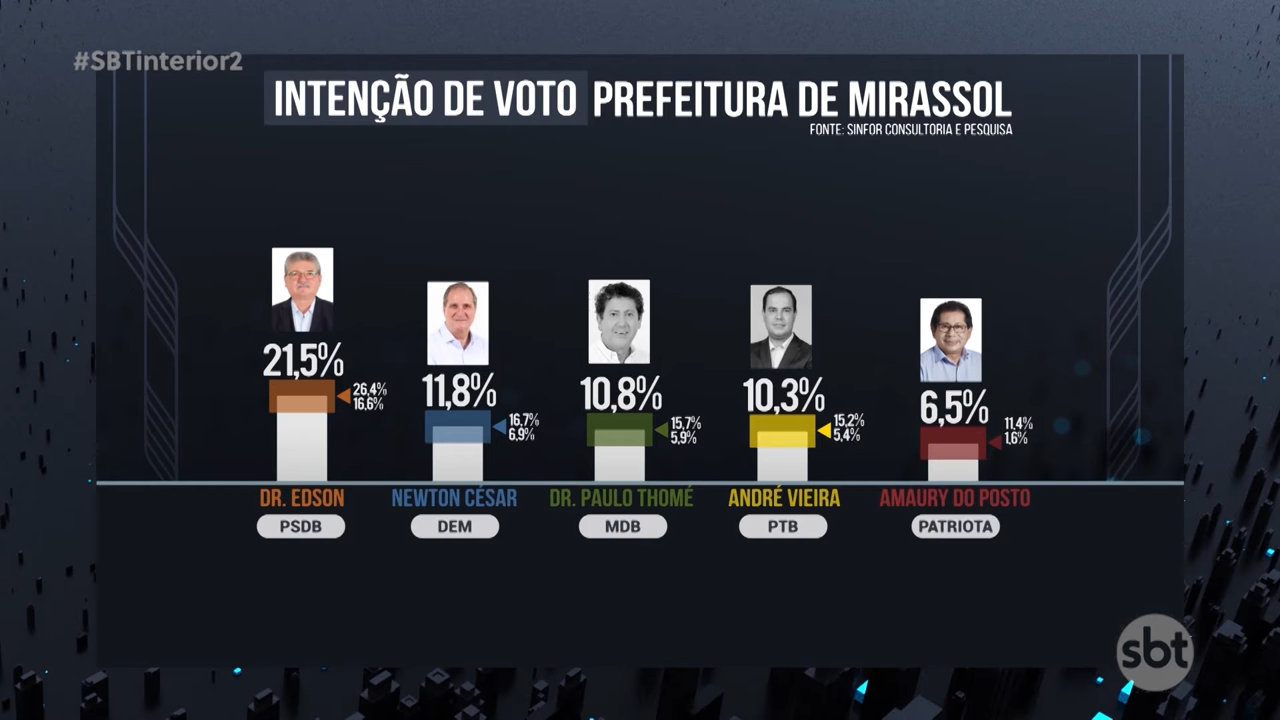 #SBTinterior2
INTENÇÃO DE VOTO PREFEITURA DE MIRASSOL
FONTE: SINFOR CONSULTORIA E PESQUISA
21,5%
26,4%
16,6%
11,8%
16,7%
6,9%
10,8%
15,7%
5,9%
10,3%
15,2%
5,4%
6,5%
11,4%
1,6%
DR. EDSON
NEWTON CÉSAR
DR. PAULO THOMÉ
ANDRÉ VIEIRA
AMAURY DO POSTO
PSDB
DEM
MDB
PTB
PATRIOTA
sbt